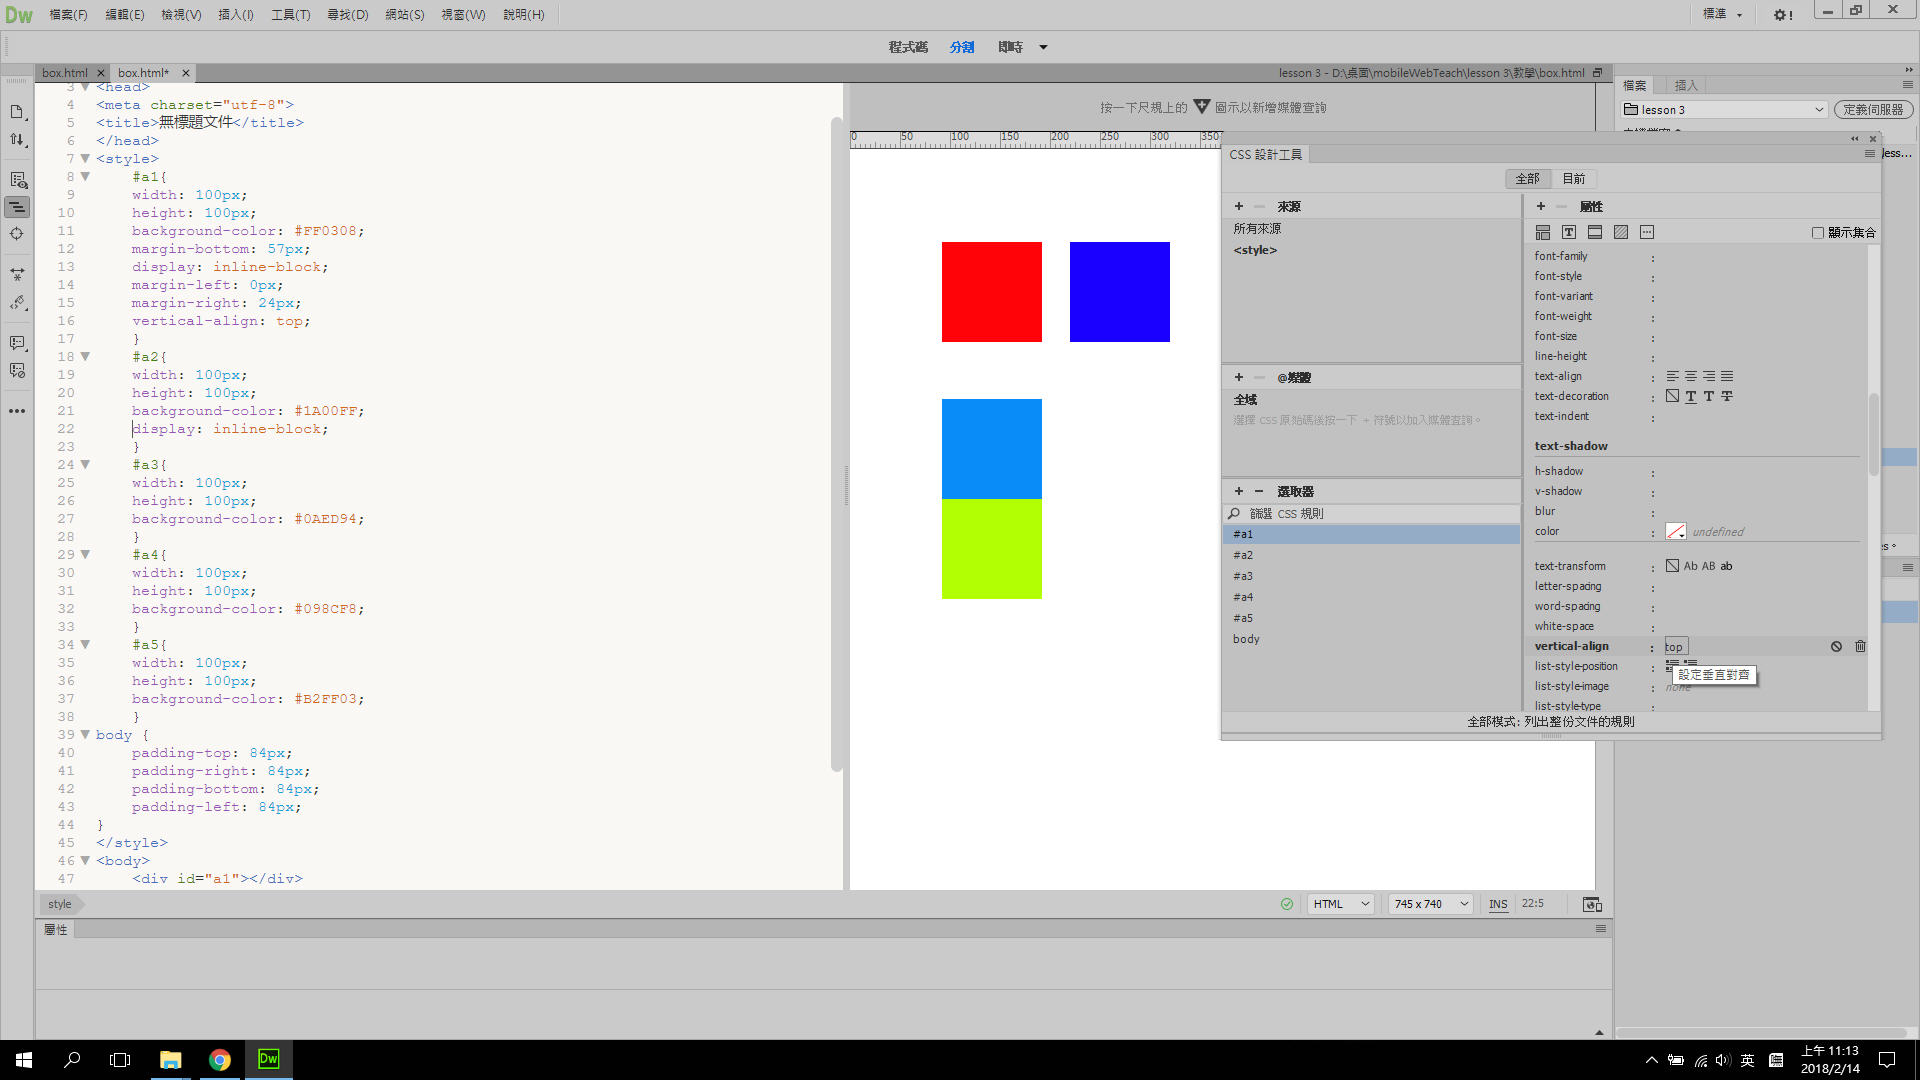 Dw 檔案(F) 編輯(E) 檢視(V) 插入(I) 工具(T) 尋找(D) 網站(S) 視窗(W) 說明(H) 標準
程式碼 分割 即時
box.html box.html* lesson 3 - D:\桌面\mobileWebTeach\lesson 3\教學\box.html
檔案 插入
lesson 3 定義伺服器
less...
3 <head>
4 <meta charset="utf-8">
5 <title>無標題文件</title>
6 </head>
7 <style>
8 #a1{
9 width: 100px;
10 height: 100px;
11 background-color: #FF0308;
12 margin-bottom: 57px;
13 display: inline-block;
14 margin-left: 0px;
15 margin-right: 24px;
16 vertical-align: top;
17 }
18 #a2{
19 width: 100px;
20 height: 100px;
21 background-color: #1A00FF;
22 display: inline-block;
23 }
24 #a3{
25 width: 100px;
26 height: 100px;
27 background-color: #0AED94;
28 }
29 #a4{
30 width: 100px;
31 height: 100px;
32 background-color: #098CF8;
33 }
34 #a5{
35 width: 100px;
36 height: 100px;
37 background-color: #B2FF03;
38 }
39 body {
40 padding-top: 84px;
41 padding-right: 84px;
42 padding-bottom: 84px;
43 padding-left: 84px;
44 }
45 </style>
46 <body>
47 <div id="a1"></div>
按一下尺規上的 圖示以新增媒體查詢
0 50 100 150 200 250 300 350
CSS 設計工具
全部 目前
+ − 來源
所有來源
<style>
+ − @媒體
全域
選擇 CSS 原始碼後按一下 + 符號以加入媒體查詢。
+ − 選取器
篩選 CSS 規則
#a1
#a2
#a3
#a4
#a5
body
+ − 屬性
顯示集合
font-family :
font-style :
font-variant :
font-weight :
font-size :
line-height :
text-align :
text-decoration : T T T
text-indent :
text-shadow
h-shadow :
v-shadow :
blur :
color : undefined
text-transform : Ab AB ab
letter-spacing :
word-spacing :
white-space :
vertical-align : top
list-style-position :
設定垂直對齊
list-style-image : none
list-style-type :
全部模式: 列出整份文件的規則
style
HTML 745 x 740 INS 22:5
屬性
Dw
英
上午 11:13
2018/2/14